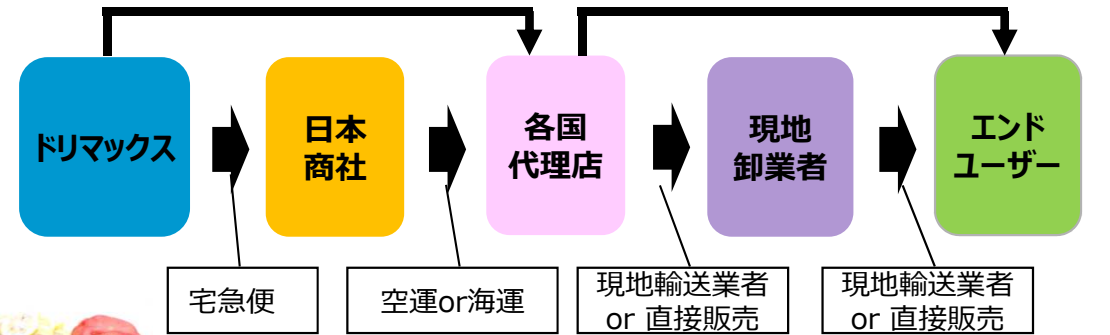 ドリマックス
日本
商社
各国
代理店
現地
卸業者
エンド
ユーザー
宅急便
空運or海運
現地輸送業者
or 直接販売
現地輸送業者
or 直接販売